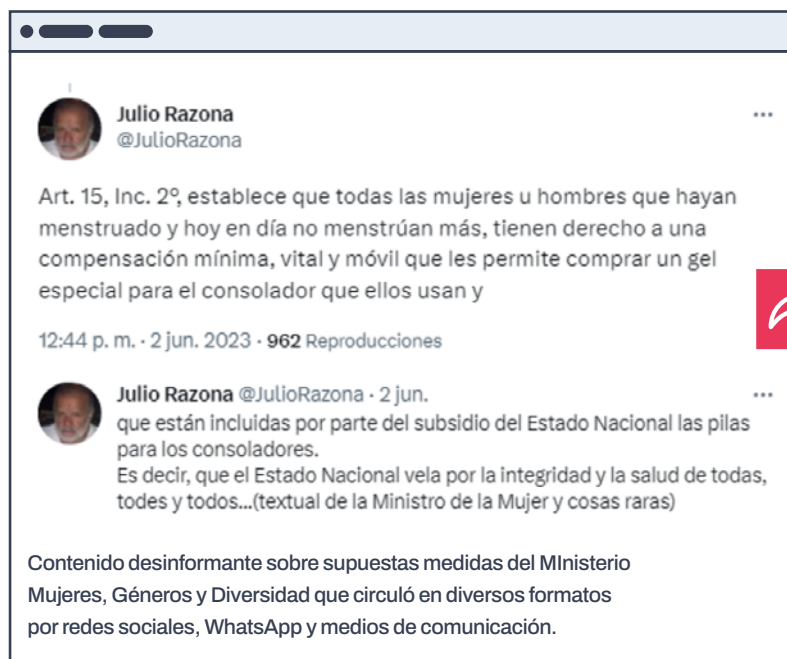 Julio Razona
@JulioRazona
Art. 15, Inc. 2º, establece que todas las mujeres u hombres que hayan
menstruado y hoy en día no menstrúan más, tienen derecho a una
compensación mínima, vital y móvil que les permite comprar un gel
especial para el consolador que ellos usan y
12:44 p. m. · 2 jun. 2023 · 962 Reproducciones
Julio Razona @JulioRazona · 2 jun.
que están incluidas por parte del subsidio del Estado Nacional las pilas
para los consoladores.
Es decir, que el Estado Nacional vela por la integridad y la salud de todas,
todes y todos...(textual de la Ministro de la Mujer y cosas raras)
Contenido desinformante sobre supuestas medidas del MInisterio
Mujeres, Géneros y Diversidad que circuló en diversos formatos
por redes sociales, WhatsApp y medios de comunicación.